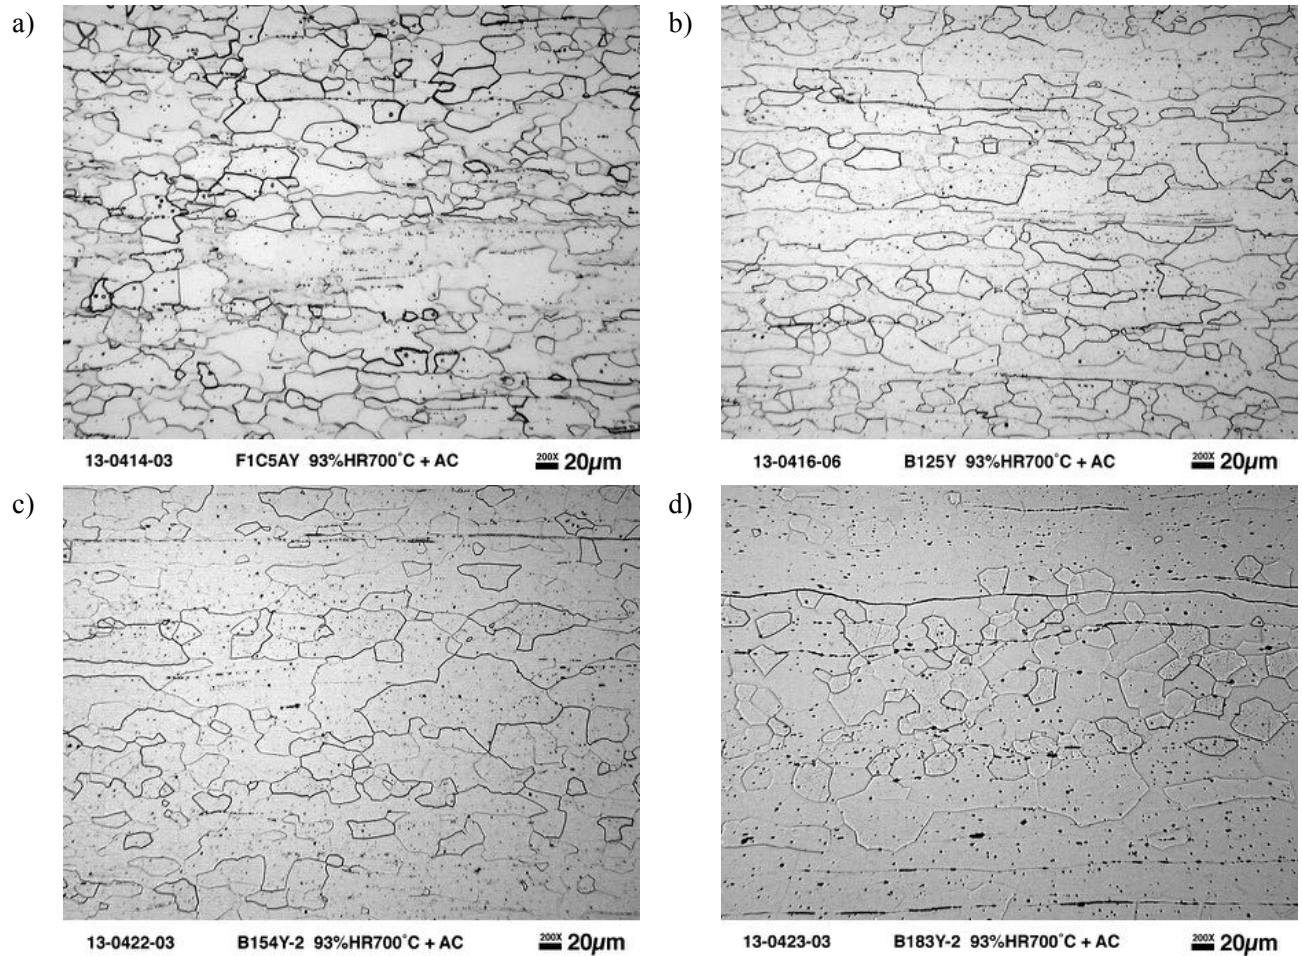 a)
b)
13-0414-03 F1C5AY 93%HR700°C + AC 200X 20µm
13-0416-06 B125Y 93%HR700°C + AC 200X 20µm
c)
d)
13-0422-03 B154Y-2 93%HR700°C + AC 200X 20µm
13-0423-03 B183Y-2 93%HR700°C + AC 200X 20µm